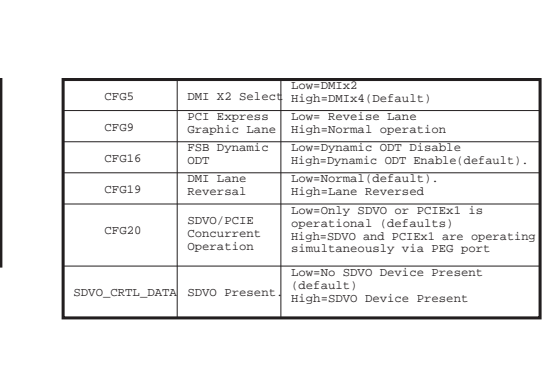 CFG5 DMI X2 Select Low=DMIx2
High=DMIx4(Default)
CFG9 PCI Express
Graphic Lane Low= Reveise Lane
High=Normal operation
CFG16 FSB Dynamic
ODT Low=Dynamic ODT Disable
High=Dynamic ODT Enable(default).
CFG19 DMI Lane
Reversal Low=Normal(default).
High=Lane Reversed
CFG20 SDVO/PCIE
Concurrent
Operation Low=Only SDVO or PCIEx1 is
operational (defaults)
High=SDVO and PCIEx1 are operating
simultaneously via PEG port
SDVO_CRTL_DATA SDVO Present. Low=No SDVO Device Present
(default)
High=SDVO Device Present